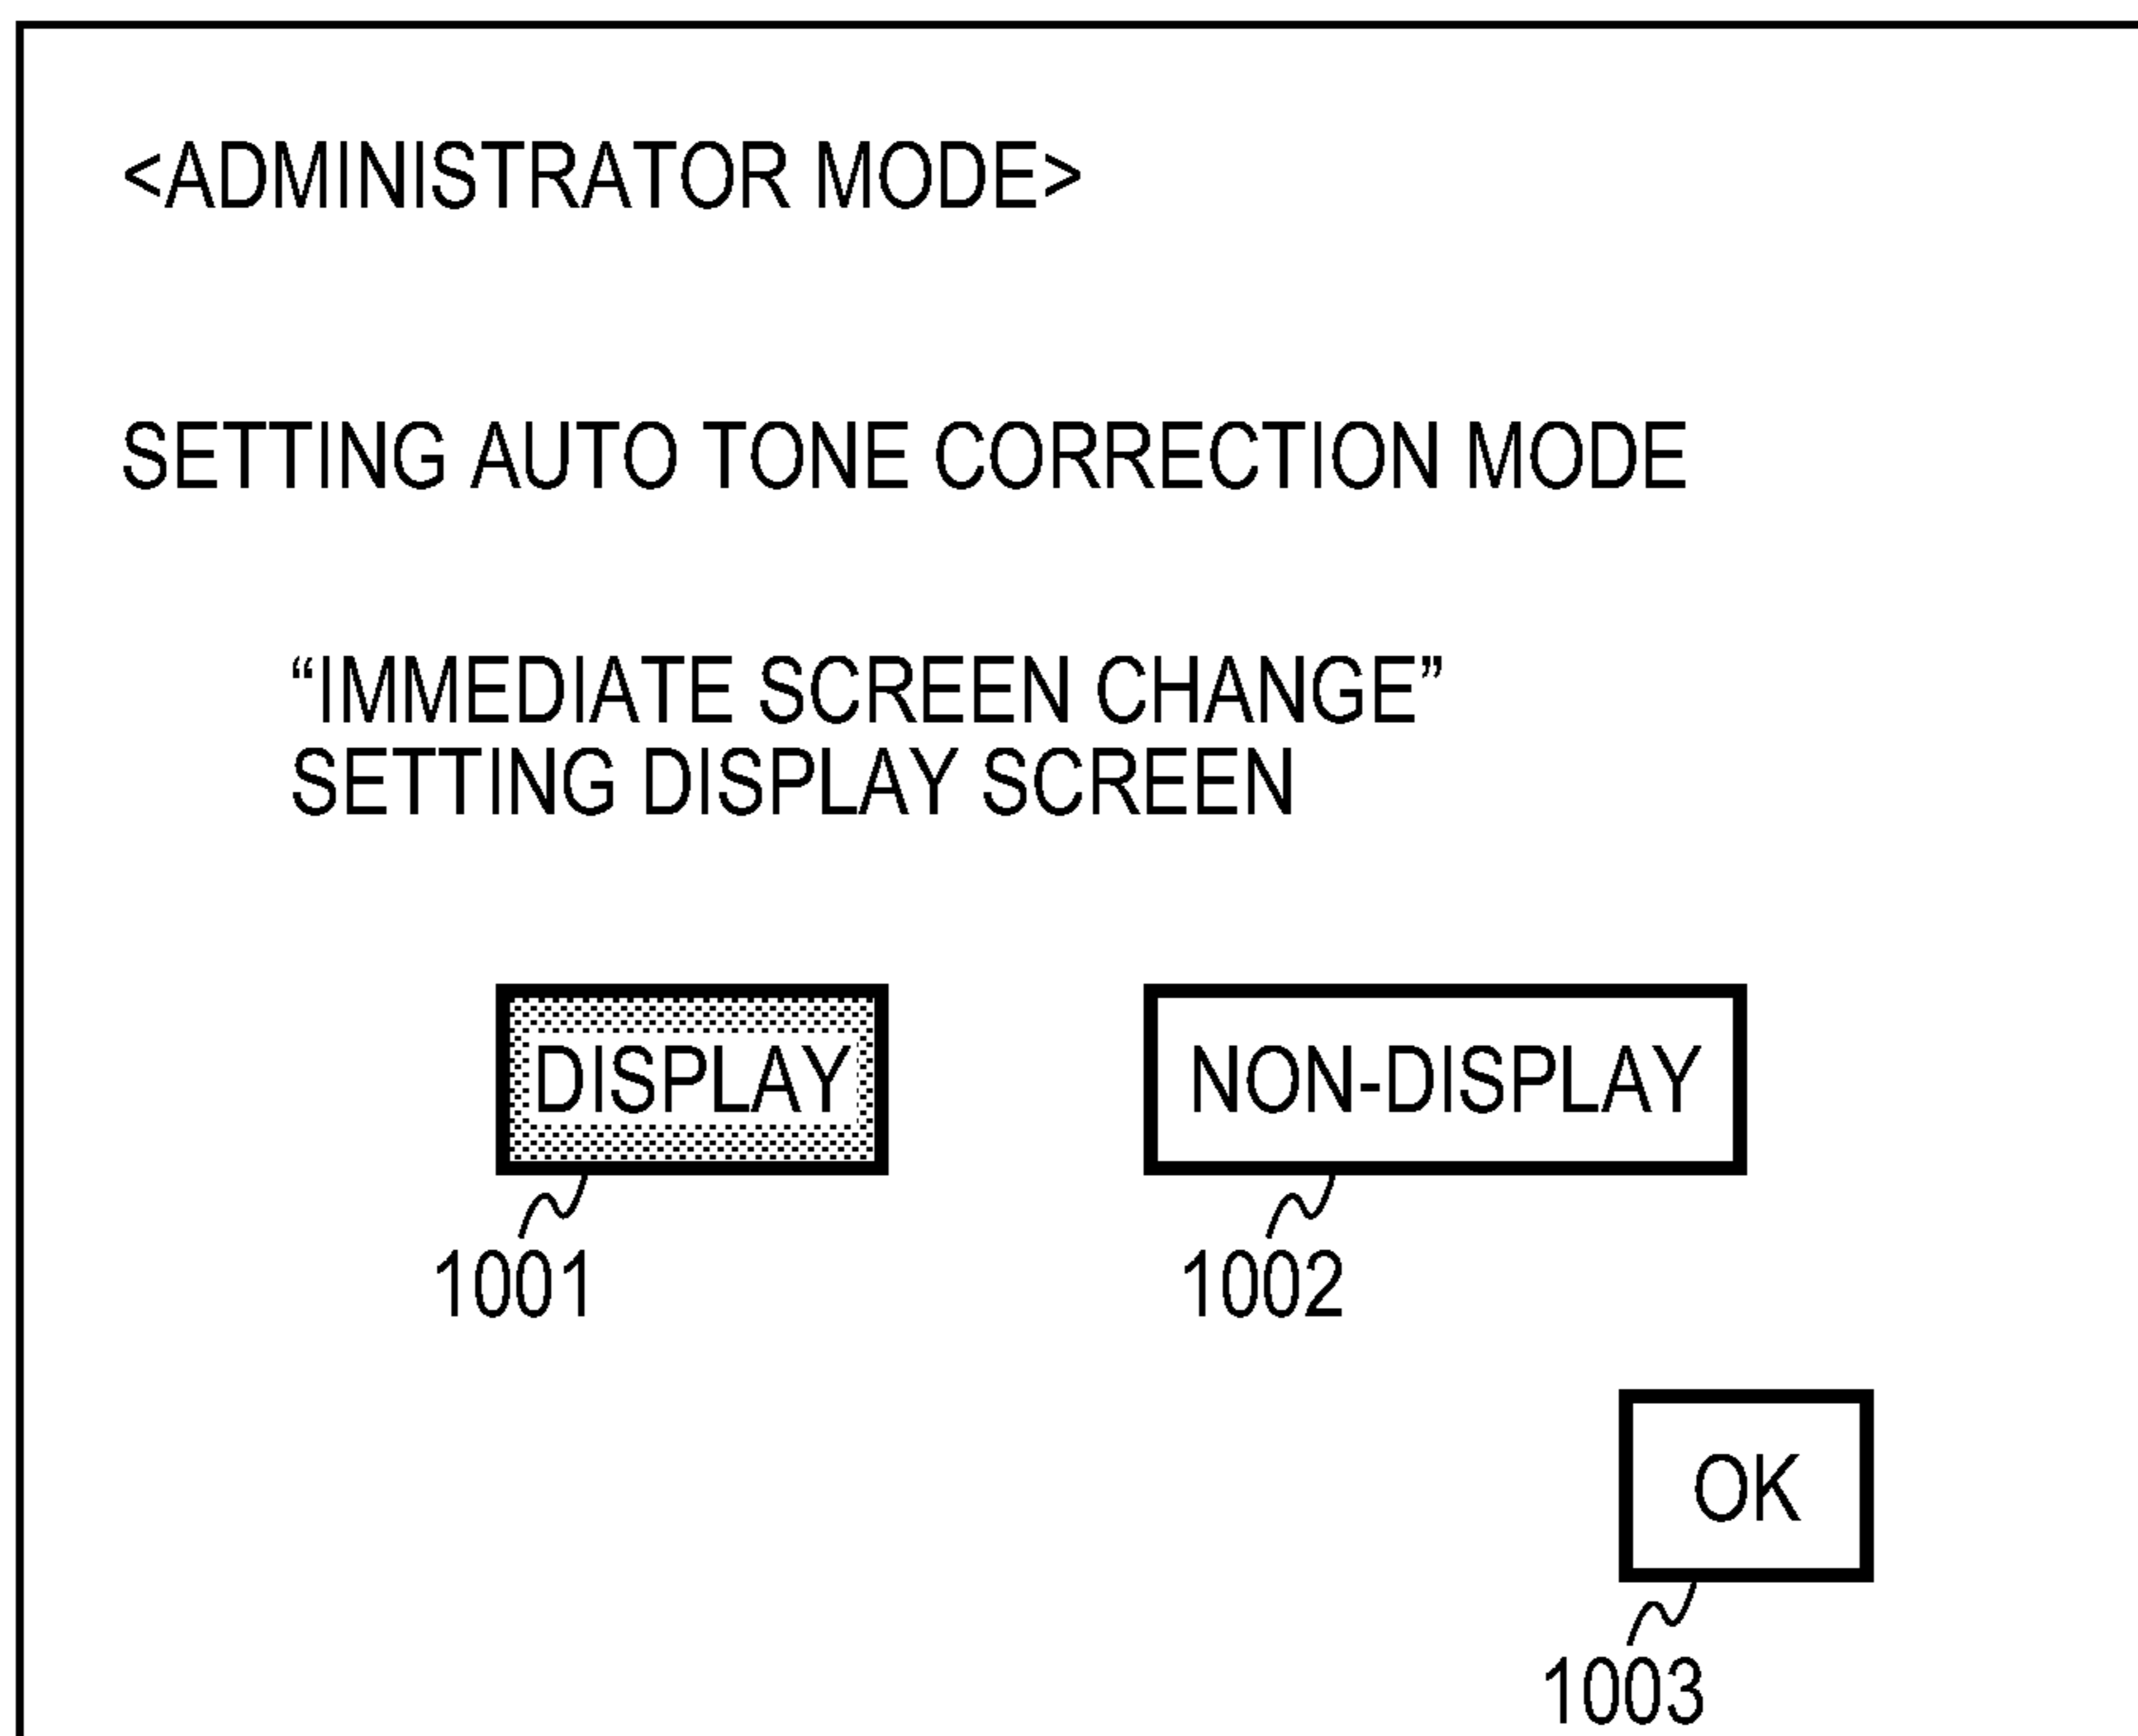 <ADMINISTRATOR MODE>
SETTING AUTO TONE CORRECTION MODE
“IMMEDIATE SCREEN CHANGE”
SETTING DISPLAY SCREEN
DISPLAY NON-DISPLAY
1001 1002
OK
1003